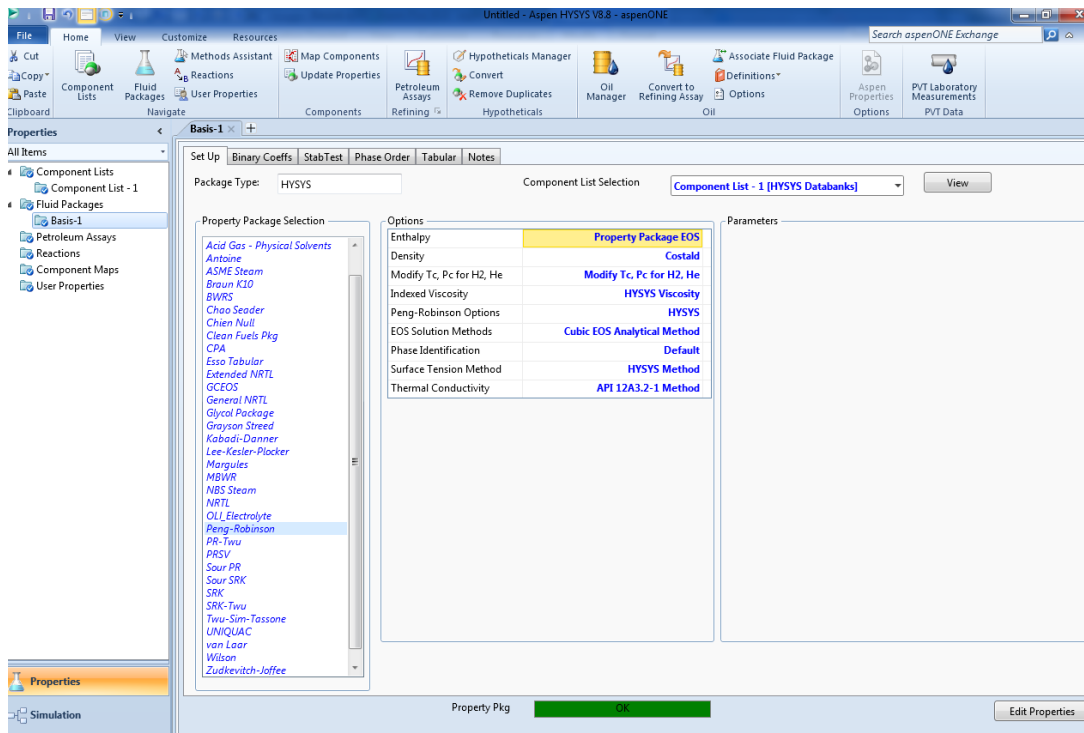 Untitled - Aspen HYSYS V8.8 - aspenONE
File Home View Customize Resources Search aspenONE Exchange
Cut
Copy
Paste
Clipboard
Component Lists
Fluid Packages
Methods Assistant
Reactions
User Properties
Navigate
Map Components
Update Properties
Components
Petroleum Assays
Refining
Hypotheticals Manager
Convert
Remove Duplicates
Hypotheticals
Oil Manager
Convert to Refining Assay
Associate Fluid Package
Definitions
Options
Oil
Aspen Properties
Options
PVT Laboratory Measurements
PVT Data
Properties <
All Items
Component Lists
Component List - 1
Fluid Packages
Basis-1
Petroleum Assays
Reactions
Component Maps
User Properties
Properties
Simulation
Basis-1 × +
Set Up Binary Coeffs StabTest Phase Order Tabular Notes
Package Type: HYSYS Component List Selection Component List - 1 [HYSYS Databanks] View
Property Package Selection
Acid Gas - Physical Solvents
Antoine
ASME Steam
Braun K10
BWRS
Chao Seader
Chien Null
Clean Fuels Pkg
CPA
Esso Tabular
Extended NRTL
GCEOS
General NRTL
Glycol Package
Grayson Streed
Kabadi-Danner
Lee-Kesler-Plocker
Margules
MBWR
NBS Steam
NRTL
OLI_Electrolyte
Peng-Robinson
PR-Twu
PRSV
Sour PR
Sour SRK
SRK
SRK-Twu
Twu-Sim-Tassone
UNIQUAC
van Laar
Wilson
Zudkevitch-Joffee
Options
Enthalpy Property Package EOS
Density Costald
Modify Tc, Pc for H2, He Modify Tc, Pc for H2, He
Indexed Viscosity HYSYS Viscosity
Peng-Robinson Options HYSYS
EOS Solution Methods Cubic EOS Analytical Method
Phase Identification Default
Surface Tension Method HYSYS Method
Thermal Conductivity API 12A3.2-1 Method
Parameters
Property Pkg OK
Edit Properties